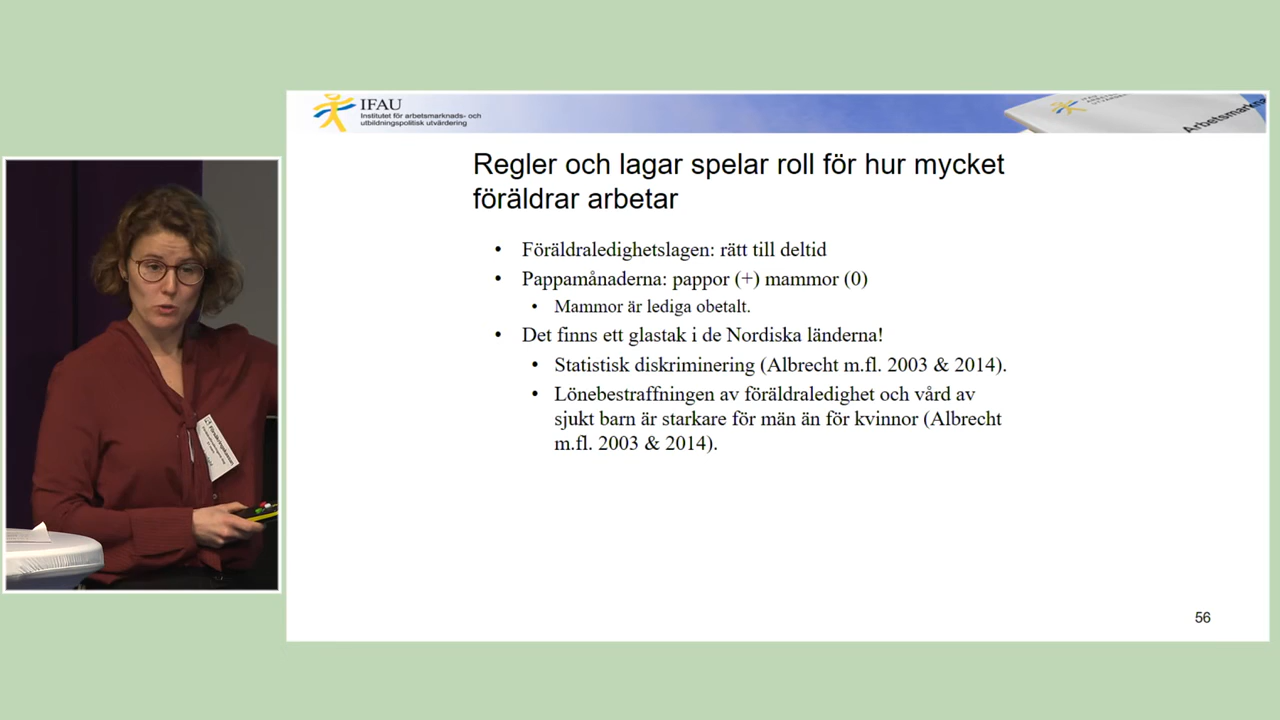 IFAU
Institutet för arbetsmarknads- och
utbildningspolitisk utvärdering
Arbetsmarkna
Regler och lagar spelar roll för hur mycket
föräldrar arbetar
• Föräldraledighetslagen: rätt till deltid
• Pappamånaderna: pappor (+) mammor (0)
• Mammor är lediga obetalt.
• Det finns ett glastak i de Nordiska länderna!
• Statistisk diskriminering (Albrecht m.fl. 2003 & 2014).
• Lönebestraffningen av föräldraledighet och vård av
sjukt barn är starkare för män än för kvinnor (Albrecht
m.fl. 2003 & 2014).
56
Försäkringskassan